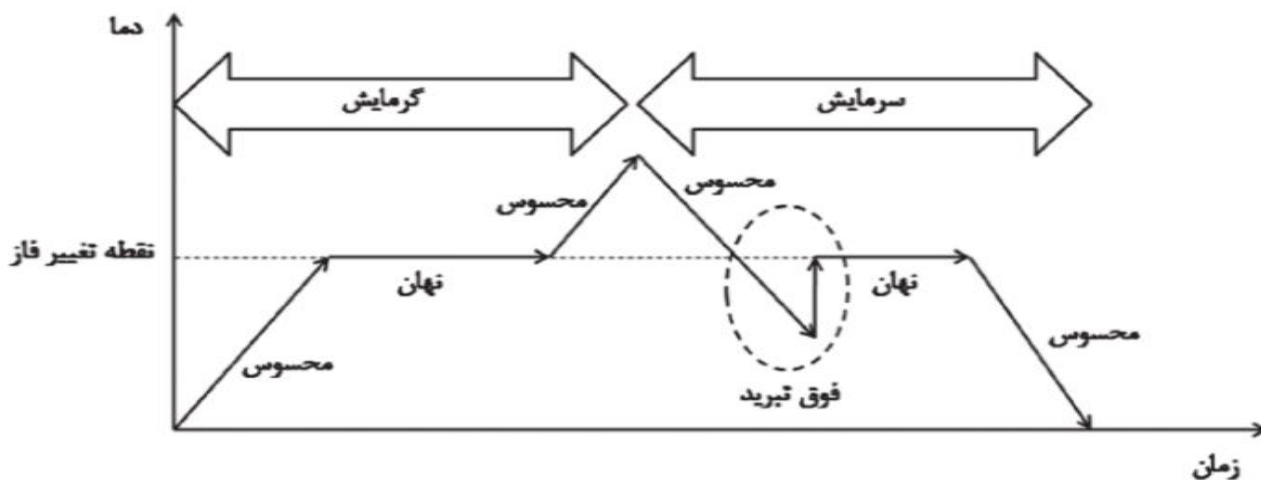 دما
گرمایش
سرمایش
محسوس
محسوس
نقطه تغییر فاز
نهان
نهان
محسوس
محسوس
فوق تبرید
زمان